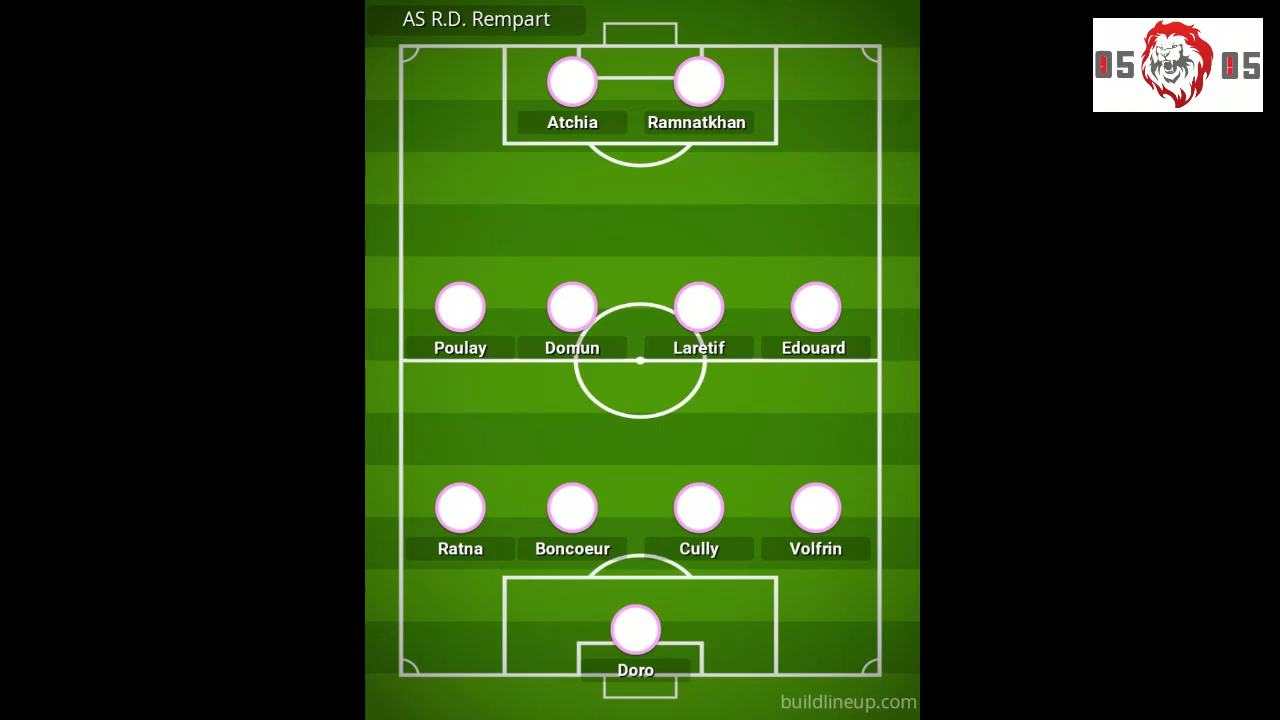 AS R.D. Rempart
05 05
Atchia Ramnatkhan
Poulay Domun Laretif Edouard
Ratna Boncoeur Cully Volfrin
Doro
buildlineup.com